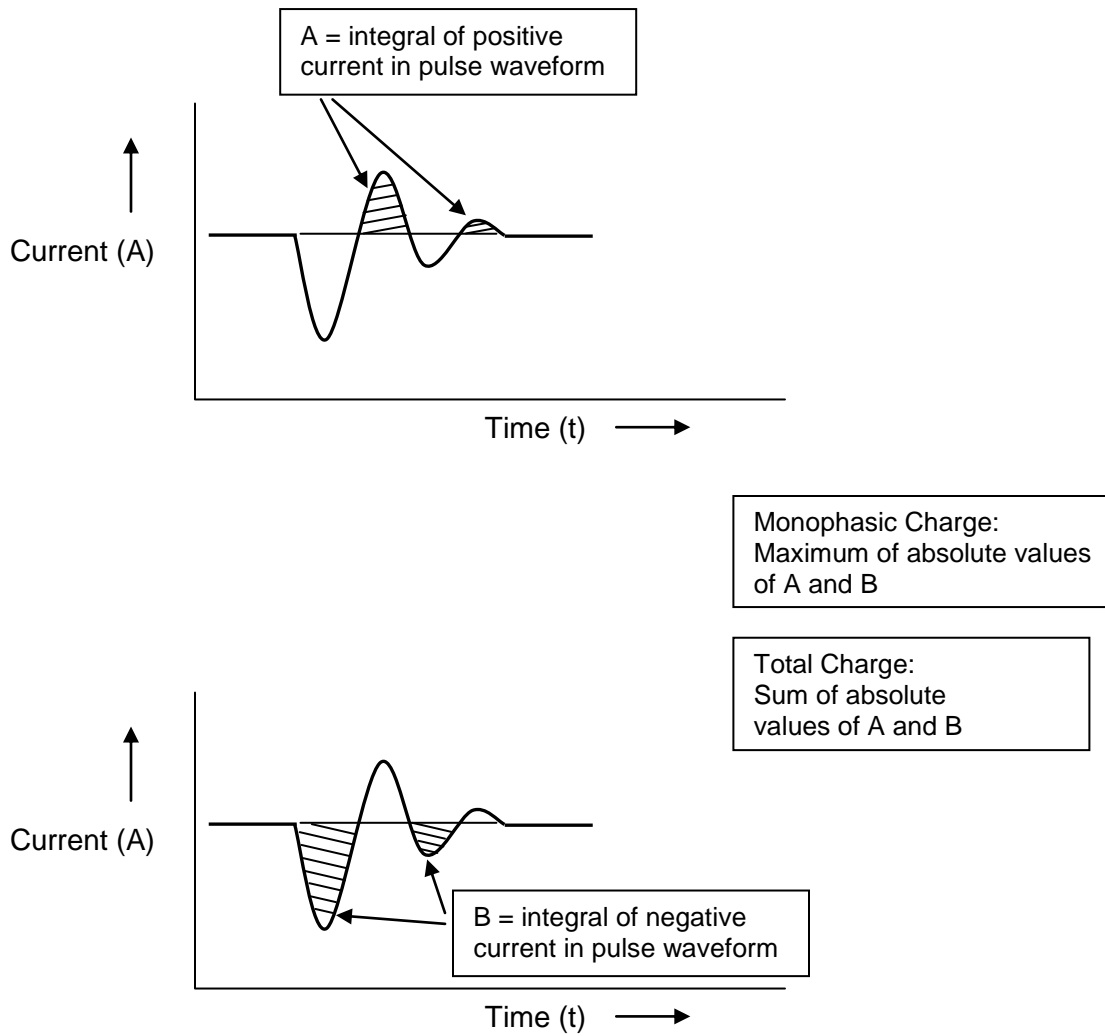 A = integral of positive
current in pulse waveform
Current (A)
Time (t)
Monophasic Charge:
Maximum of absolute values
of A and B
Total Charge:
Sum of absolute
values of A and B
Current (A)
B = integral of negative
current in pulse waveform
Time (t)